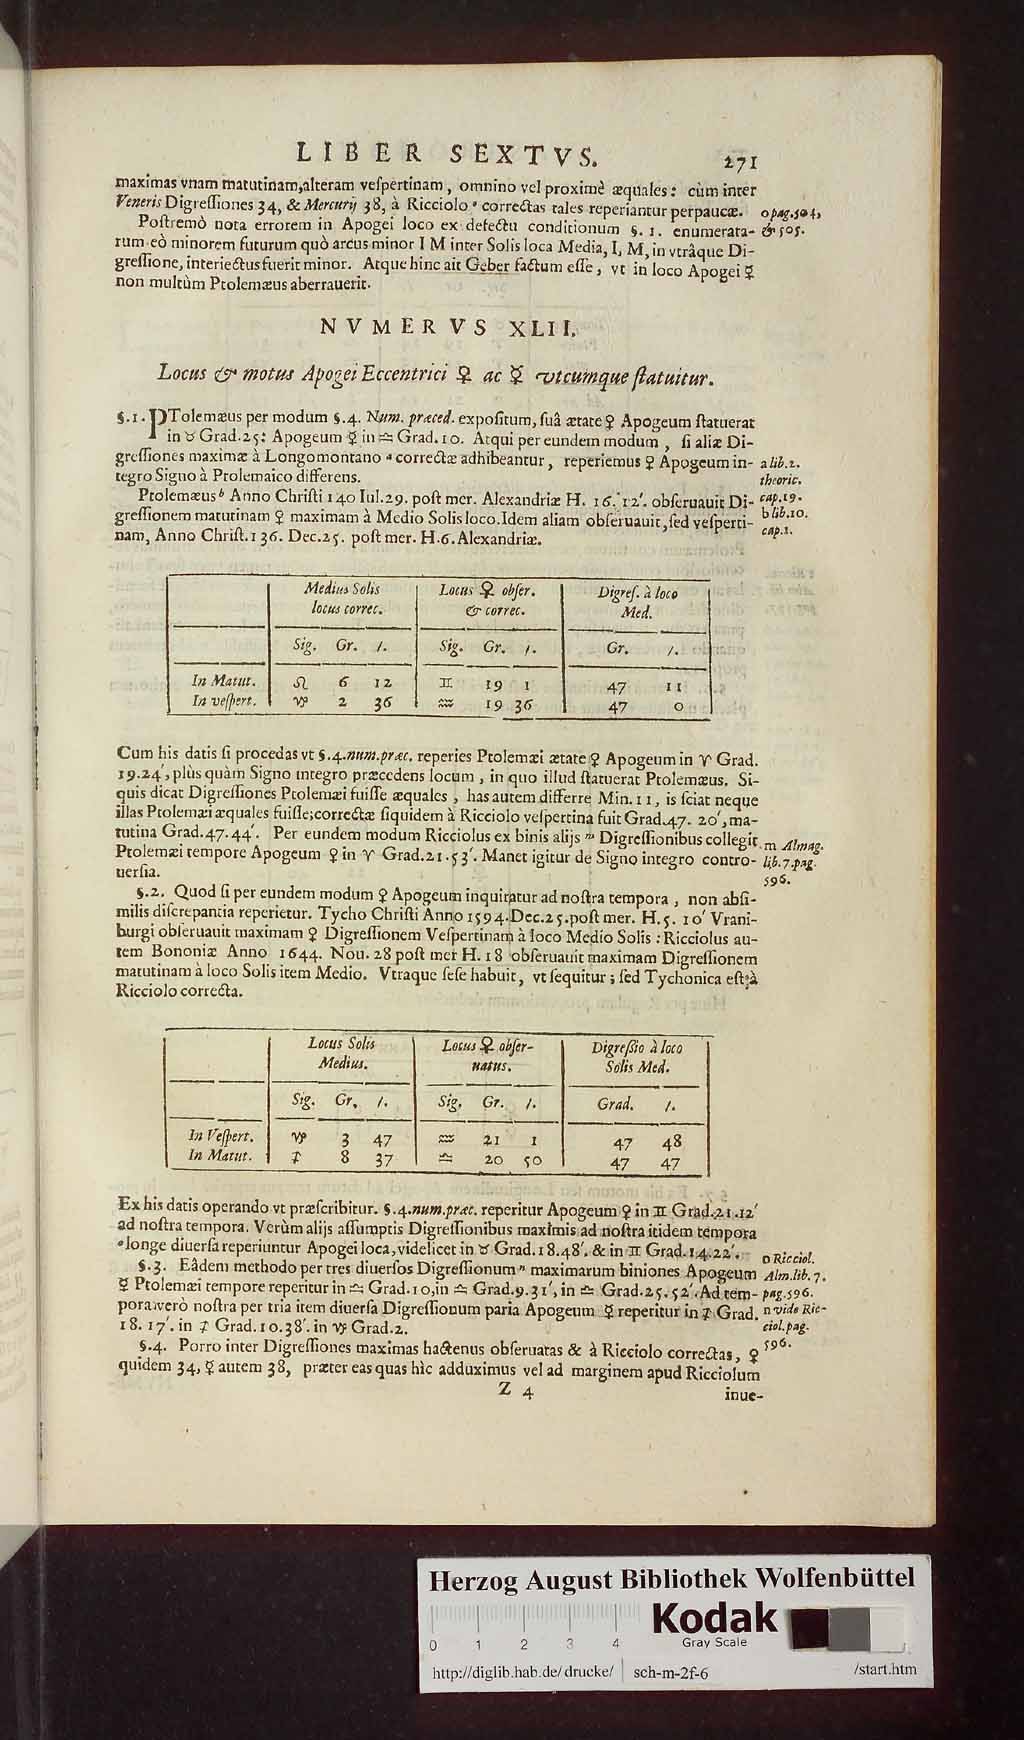 LIBER SEXTVS. 271
maximas vnam matutinam,alteram veſpertinam, omnino vel proximè æquales: cùm inter
Veneris Digreſſiones 34, & Mercurij 38, à Ricciolo ᵒ correctas tales reperiantur perpaucæ. o pag.504,
Poſtremò nota errorem in Apogei loco ex defectu conditionum §. 1. enumerata- & 505.
rum eò minorem futurum quò arcus minor I M inter Solis loca Media, I, M, in vtrâque Di-
greſſione, interiectus fuerit minor. Atque hinc ait Geber factum eſſe, vt in loco Apogei ☿
non multùm Ptolemæus aberrauerit.
NVMERVS XLII.
Locus & motus Apogei Eccentrici ♀ ac ☿ vtcumque ſtatuitur.
§.1. PTolemæus per modum §.4. Num. præced. expoſitum, ſuâ ætate ♀ Apogeum ſtatuerat
in ♉ Grad.25: Apogeum ☿ in ♎ Grad. 10. Atqui per eundem modum, ſi aliæ Di-
greſſiones maximæ à Longomontano ᵃ correctæ adhibeantur, reperiemus ♀ Apogeum in- a lib.2.
tegro Signo à Ptolemaico differens. theoric.
Ptolemæus ᵇ Anno Chriſti 140 Iul.29. poſt mer. Alexandriæ H. 16. 12′. obſeruauit Di- cap.19.
greſſionem matutinam ♀ maximam à Medio Solis loco.Idem aliam obſeruauit,ſed veſperti- b lib.10.
nam, Anno Chriſt.136. Dec.25. poſt mer. H.6.Alexandriæ. cap.1.
Medius Solis Locus ♀ obſer. Digreſ. à loco
locus correc. & correc. Med.
Sig. Gr. /. Sig. Gr. /. Gr. /.
In Matut. ♌ 6 12 ♊ 19 1 47 11
In veſpert. ♑ 2 36 ♒ 19 36 47 0
Cum his datis ſi procedas vt §.4.num.præc. reperies Ptolemæi ætate ♀ Apogeum in ♈ Grad.
19.24′, plùs quàm Signo integro præcedens locum, in quo illud ſtatuerat Ptolemæus. Si-
quis dicat Digreſſiones Ptolemæi fuiſſe æquales, has autem differre Min. 11, is ſciat neque
illas Ptolemæi æquales fuiſſe;correctæ ſiquidem à Ricciolo veſpertina fuit Grad.47. 20′, ma-
tutina Grad.47.44′. Per eundem modum Ricciolus ex binis alijs ᵐ Digreſſionibus collegit m Almag.
Ptolemæi tempore Apogeum ♀ in ♈ Grad.21.53′. Manet igitur de Signo integro contro- lib.7.pag.
uerſia. 596.
§.2. Quod ſi per eundem modum ♀ Apogeum inquiratur ad noſtra tempora, non abſi-
milis diſcrepantia reperietur. Tycho Chriſti Anno 1594.Dec.25.poſt mer. H.5. 10′ Vrani-
burgi obſeruauit maximam ♀ Digreſſionem Veſpertinam à loco Medio Solis : Ricciolus au-
tem Bononiæ Anno 1644. Nou. 28 poſt mer H. 18 obſeruauit maximam Digreſſionem
matutinam à loco Solis item Medio. Vtraque ſeſe habuit, vt ſequitur; ſed Tychonica eſt à
Ricciolo correcta.
Locus Solis Locus ♀ obſer- Digreſſio à loco
Medius. uatus. Solis Med.
Sig. Gr. /. Sig. Gr. /. Grad. /.
In Veſpert. ♑ 3 47 ♒ 21 1 47 48
In Matut. ♐ 8 37 ♎ 20 50 47 47
Ex his datis operando vt præſcribitur. §.4.num.præc. reperitur Apogeum ♀ in ♊ Grad.21.12′
ad noſtra tempora. Verùm alijs aſſumptis Digreſſionibus maximis ad noſtra itidem tempora
ᵒ longe diuerſa reperiuntur Apogei loca, videlicet in ♉ Grad. 18.48′. & in ♊ Grad. 14.22′. o Ricciol.
§.3. Eâdem methodo per tres diuerſos Digreſſionum ⁿ maximarum biniones Apogeum Alm.lib.7.
☿ Ptolemæi tempore reperitur in ♎ Grad.10,in ♎ Grad.9.31′, in ♎ Grad.25.52′. Ad tem- pag.596.
pora verò noſtra per tria item diuerſa Digreſſionum paria Apogeum ☿ reperitur in ♐ Grad. n vide Ric-
18. 17′. in ♐ Grad.10.38′. in ♑ Grad.2. ciol.pag.
§.4. Porro inter Digreſſiones maximas hactenus obſeruatas & à Ricciolo correctas, ♀ 596.
quidem 34, ☿ autem 38, præter eas quas hìc adduximus vel ad marginem apud Ricciolum
Z 4 inue-
Herzog August Bibliothek Wolfenbüttel
Kodak
Gray Scale
0 1 2 3 4
http://diglib.hab.de/drucke/ sch-m-2f-6 /start.htm